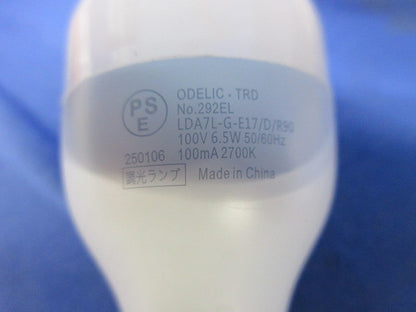 ODELIC・TRD
PS
E
No.292EL
LDA7L-G-E17/D/R90
100V 6.5W 50/60Hz
250106 100mA 2700K
調光ランプ Made in China